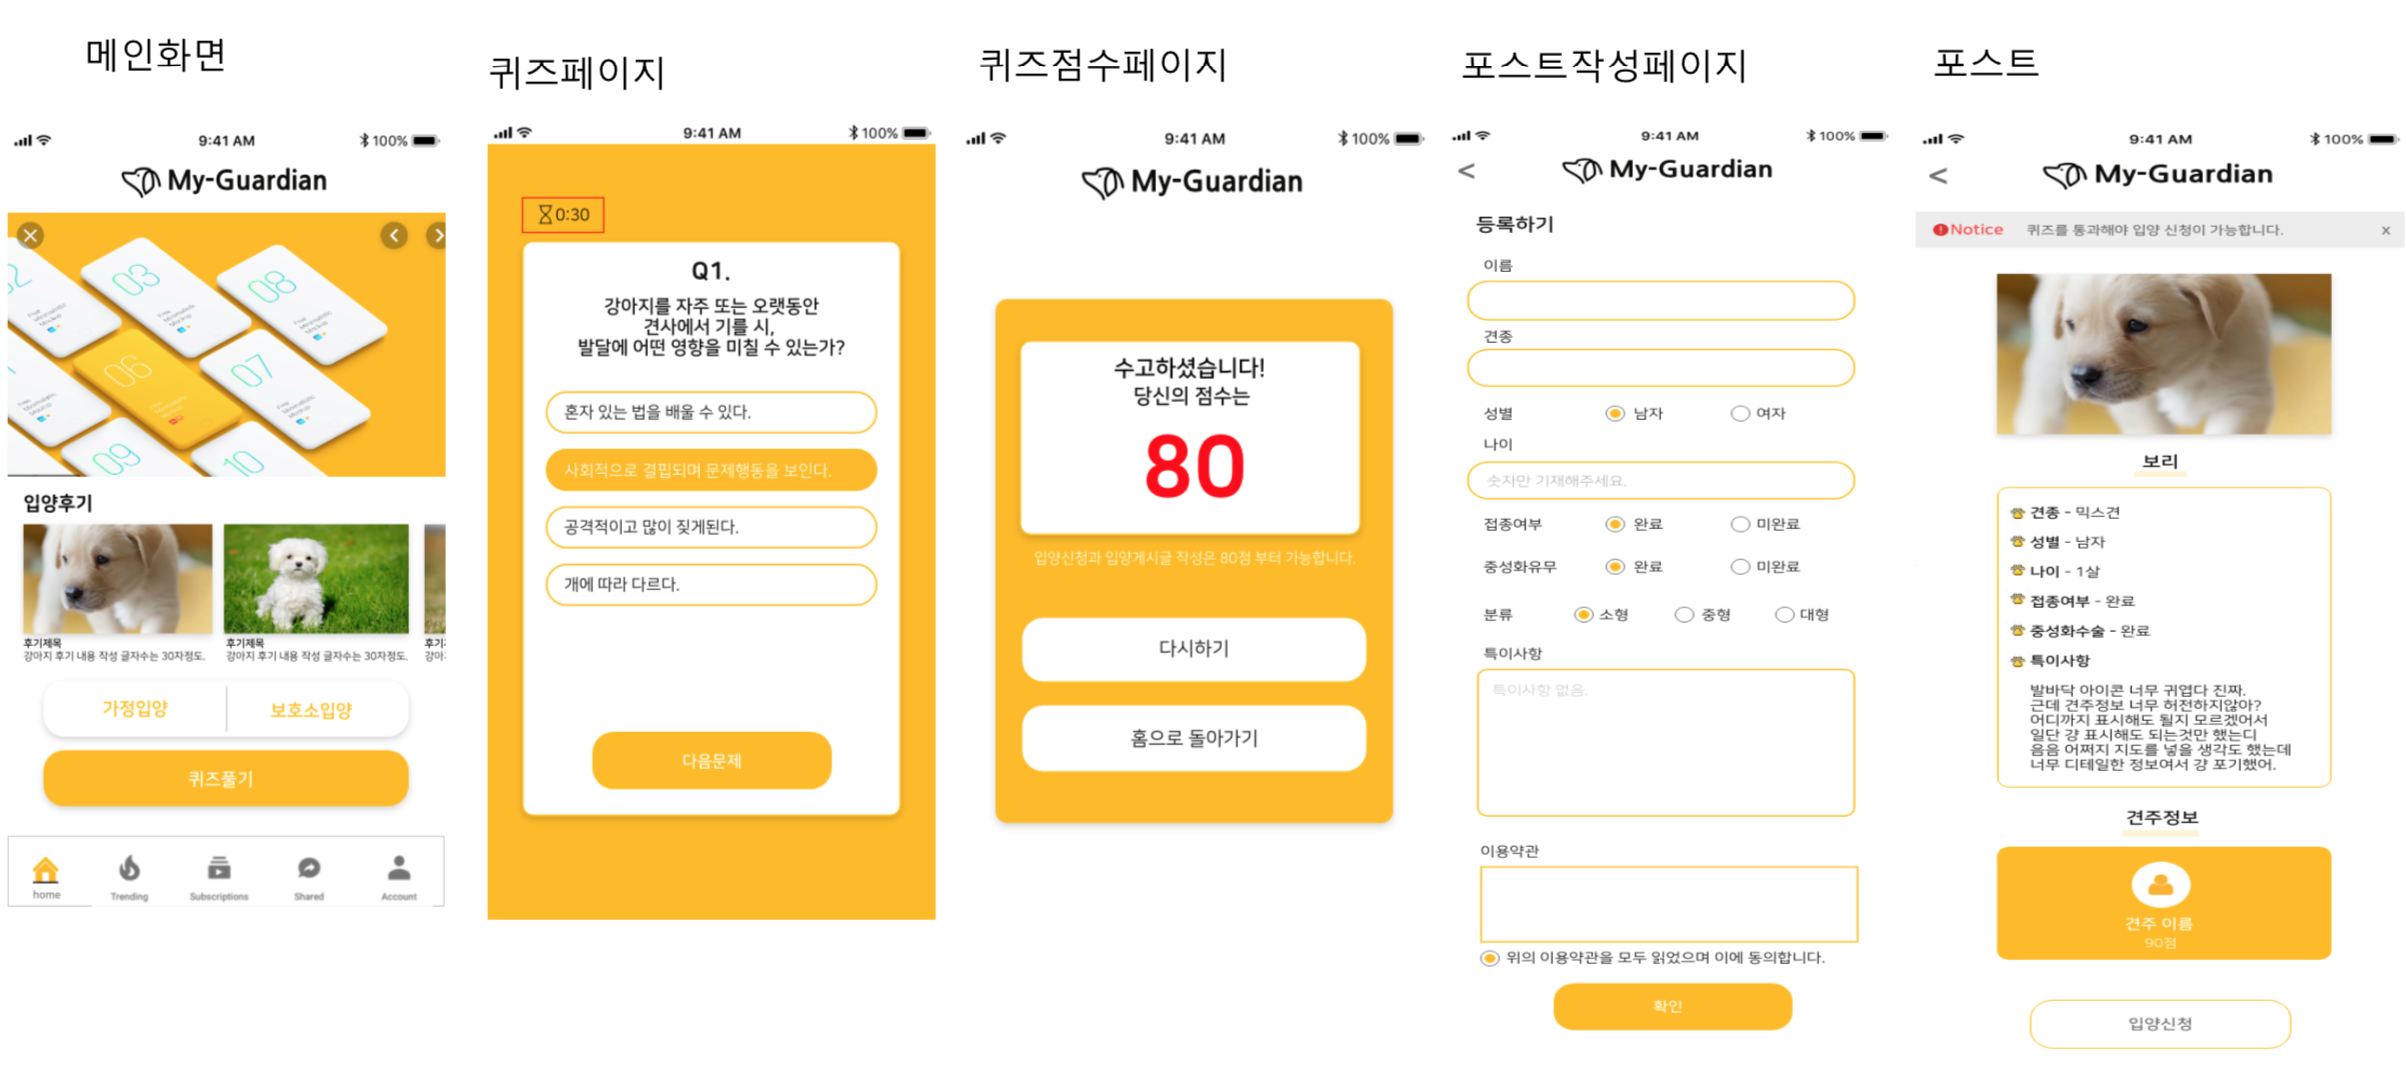 메인화면
9:41 AM
100%
My-Guardian
02
03
08
06
07
09
10
입양후기
후기제목
강아지 후기 내용 작성 글자수는 30자정도.
후기제목
강아지 후기 내용 작성 글자수는 30자정도.
가정입양
보호소입양
퀴즈풀기
home
Trending
Subscriptions
Shared
Account
퀴즈페이지
9:41 AM
100%
0:30
Q1.
강아지를 자주 또는 오랫동안
견사에서 기를 시,
발달에 어떤 영향을 미칠 수 있는가?
혼자 있는 법을 배울 수 있다.
사회적으로 결핍되며 문제행동을 보인다.
공격적이고 많이 짖게된다.
개에 따라 다르다.
다음문제
퀴즈점수페이지
9:41 AM
100%
My-Guardian
수고하셨습니다!
당신의 점수는
80
입양신청과 입양게시글 작성은 80점 부터 가능합니다.
다시하기
홈으로 돌아가기
포스트작성페이지
9:41 AM
100%
<
My-Guardian
등록하기
이름
견종
성별 남자 여자
나이
숫자만 기재해주세요.
접종여부 완료 미완료
중성화유무 완료 미완료
분류 소형 중형 대형
특이사항
특이사항 없음.
이용약관
위의 이용약관을 모두 읽었으며 이에 동의합니다.
확인
포스트
9:41 AM
100%
<
My-Guardian
Notice 퀴즈를 통과해야 입양 신청이 가능합니다. x
보리
견종 - 믹스견
성별 - 남자
나이 - 1살
접종여부 - 완료
중성화수술 - 완료
특이사항
발바닥 아이콘 너무 귀엽다 진짜.
근데 견주정보 너무 허전하지않아?
어디까지 표시해도 될지 모르겠어서
일단 걍 표시해도 되는것만 했는디
음음 어쩌지 지도를 넣을 생각도 했는데
너무 디테일한 정보여서 걍 포기했어.
견주정보
견주 이름
90점
입양신청